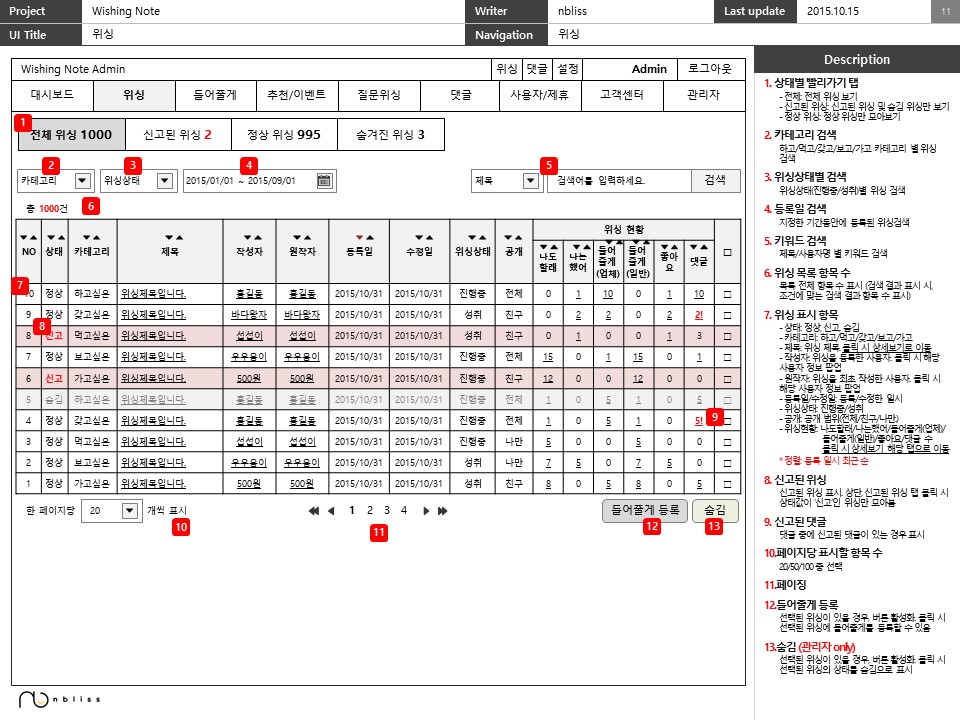 Project Wishing Note Writer nbliss Last update 2015.10.15 11
UI Title 위싱 Navigation 위싱
Wishing Note Admin 위싱 댓글 설정 Admin 로그아웃
대시보드 위싱 들어줄게 추천/이벤트 질문위싱 댓글 사용자/제휴 고객센터 관리자
1
전체 위싱 1000 신고된 위싱 2 정상 위싱 995 숨겨진 위싱 3
2 3 4 5
카테고리 위싱상태 2015/01/01 ~ 2015/09/01 제목 검색어를 입력하세요. 검색
총 1000건 6
위싱 현황
NO 상태 카테고리 제목 작성자 원작자 등록일 수정일 위싱상태 공개 나도할래 나는했어 들어줄게(업체) 들어줄게(일반) 좋아요 댓글 □
7
10 정상 하고싶은 위싱제목입니다. 홍길동 홍길동 2015/10/31 2015/10/31 진행중 전체 0 1 10 0 1 10 □
9 정상 갖고싶은 위싱제목입니다. 바다왕자 바다왕자 2015/10/31 2015/10/31 성취 친구 0 2 2 0 2 2! □
8
8 신고 먹고싶은 위싱제목입니다. 섭섭이 섭섭이 2015/10/31 2015/10/31 성취 친구 0 1 0 0 1 3 □
7 정상 보고싶은 위싱제목입니다. 우우용이 우우용이 2015/10/31 2015/10/31 진행중 전체 15 0 1 15 0 1 □
6 신고 가고싶은 위싱제목입니다. 500원 500원 2015/10/31 2015/10/31 진행중 친구 12 0 0 12 0 0 □
5 숨김 하고싶은 위싱제목입니다. 홍길동 홍길동 2015/10/31 2015/10/31 진행중 친구 1 0 5 1 0 5 □
9
4 정상 갖고싶은 위싱제목입니다. 홍길동 홍길동 2015/10/31 2015/10/31 진행중 전체 1 0 5 1 0 5! □
3 정상 먹고싶은 위싱제목입니다. 섭섭이 섭섭이 2015/10/31 2015/10/31 진행중 나만 5 0 0 5 0 0 □
2 정상 보고싶은 위싱제목입니다. 우우용이 우우용이 2015/10/31 2015/10/31 성취 나만 7 5 0 7 5 0 □
1 정상 가고싶은 위싱제목입니다. 500원 500원 2015/10/31 2015/10/31 성취 친구 8 0 5 8 0 5 □
한 페이지당 20 개씩 표시 1 2 3 4 들어줄게 등록 숨김
10 11 12 13
nbliss
Description
1. 상태별 빨리가기 탭
- 전체: 전체 위싱 보기
- 신고된 위싱: 신고된 위싱 및 숨김 위싱만 보기
- 정상 위싱: 정상 위싱만 모아보기
2. 카테고리 검색
하고/먹고/갖고/보고/가고 카테고리 별 위싱
검색
3. 위싱상태별 검색
위싱상태(진행중/성취)별 위싱 검색
4. 등록일 검색
지정한 기간동안에 등록된 위싱검색
5. 키워드 검색
제목/사용자명 별 키워드 검색
6. 위싱 목록 항목 수
목록 전체 항목 수 표시 (검색 결과 표시 시,
조건에 맞는 검색 결과 항목 수 표시)
7. 위싱 표시 항목
- 상태: 정상, 신고, 숨김
- 카테고리: 하고/먹고/갖고/보고/가고
- 제목: 위싱 제목. 클릭 시 상세보기로 이동
- 작성자: 위싱을 등록한 사용자. 클릭 시 해당
사용자 정보 팝업
- 원작자: 위싱을 최초 작성한 사용자. 클릭 시
해당 사용자 정보 팝업
- 등록일/수정일: 등록/수정한 일시
- 위싱상태: 진행중/성취
- 공개: 공개 범위(전체/친구/나만)
- 위싱현황: 나도할래/나는했어/들어줄게(업체)/
들어줄게(일반)/좋아요/댓글 수
클릭 시 상세보기 해당 탭으로 이동
* 정렬: 등록 일시 최근 순
8. 신고된 위싱
신고된 위싱 표시. 상단 신고된 위싱 탭 클릭 시
상태값이 '신고'인 위싱만 모아봄
9. 신고된 댓글
댓글 중에 신고된 댓글이 있는 경우 표시
10.페이지당 표시할 항목 수
20/50/100 중 선택
11.페이징
12.들어줄게 등록
선택된 위싱이 있을 경우, 버튼 활성화. 클릭 시
선택된 위싱에 들어줄게를 등록할 수 있음
13.숨김 (관리자 only)
선택된 위싱이 있을 경우, 버튼 활성화. 클릭 시
선택된 위싱의 상태를 숨김으로 표시